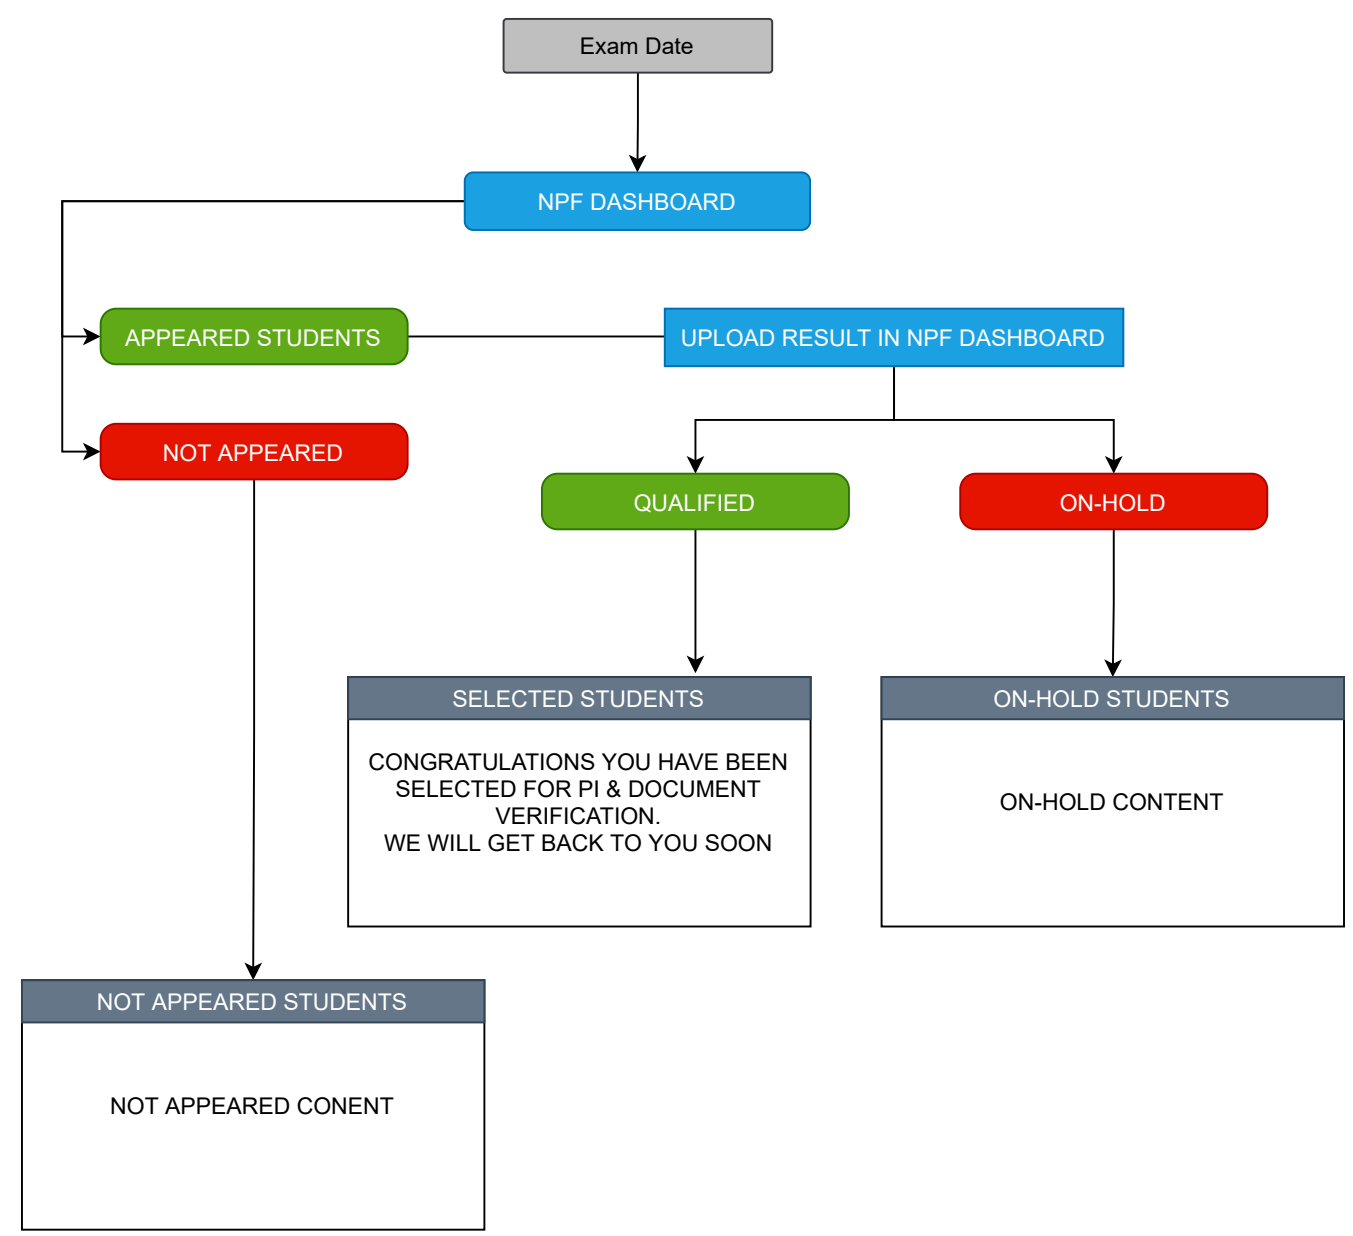 Exam Date
NPF DASHBOARD
APPEARED STUDENTS
UPLOAD RESULT IN NPF DASHBOARD
NOT APPEARED
QUALIFIED
ON-HOLD
SELECTED STUDENTS
CONGRATULATIONS YOU HAVE BEEN
SELECTED FOR PI & DOCUMENT
VERIFICATION.
WE WILL GET BACK TO YOU SOON
ON-HOLD STUDENTS
ON-HOLD CONTENT
NOT APPEARED STUDENTS
NOT APPEARED CONENT